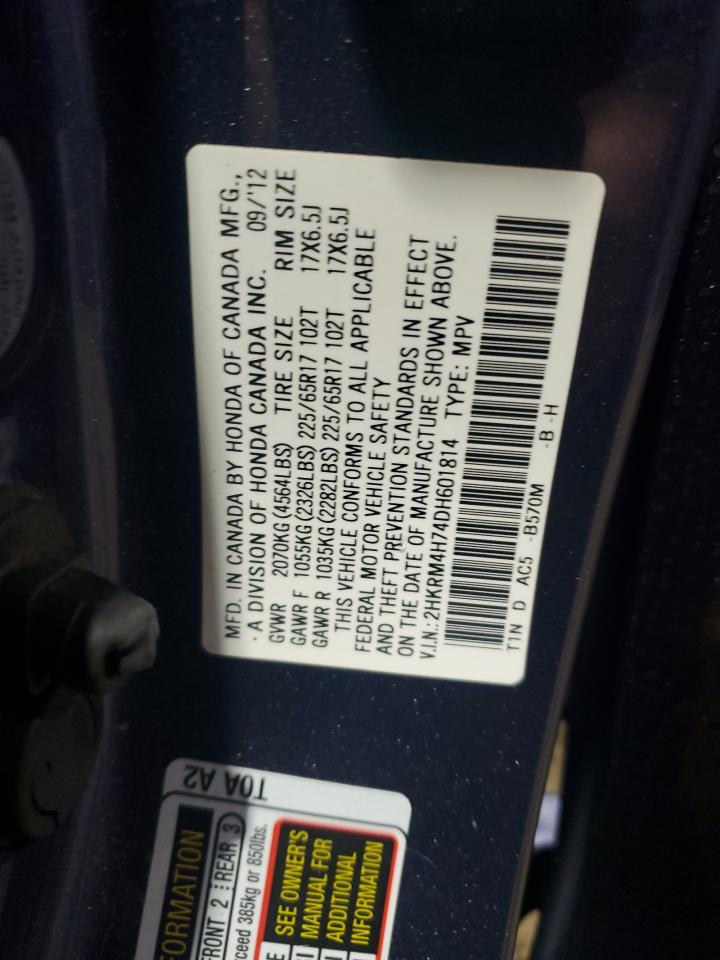 MFD. IN CANADA BY HONDA OF CANADA MFG.,
· A DIVISION OF HONDA CANADA INC. 09/'12
GVWR 2070KG (4564LBS) TIRE SIZE RIM SIZE
GAWR F 1055KG (2326LBS) 225/65R17 102T 17X6.5J
GAWR R 1035KG (2282LBS) 225/65R17 102T 17X6.5J
THIS VEHICLE CONFORMS TO ALL APPLICABLE
FEDERAL MOTOR VEHICLE SAFETY
AND THEFT PREVENTION STANDARDS IN EFFECT
ON THE DATE OF MANUFACTURE SHOWN ABOVE.
V.I.N.: 2HKRM4H74DH601814 TYPE: MPV
T1N D AC5 -B570M -B -H
T0A A2
FRONT 2 REAR 3
385kg or 850lbs.
SEE OWNER'S
MANUAL FOR
ADDITIONAL
INFORMATION